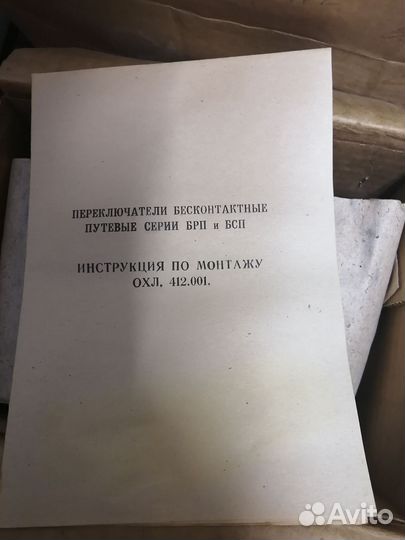 ПЕРЕКЛЮЧАТЕЛИ БЕСКОНТАКТНЫЕ
ПУТЕВЫЕ СЕРИИ БРП и БСП
ИНСТРУКЦИЯ ПО МОНТАЖУ
ОХЛ. 412.001.
Avito